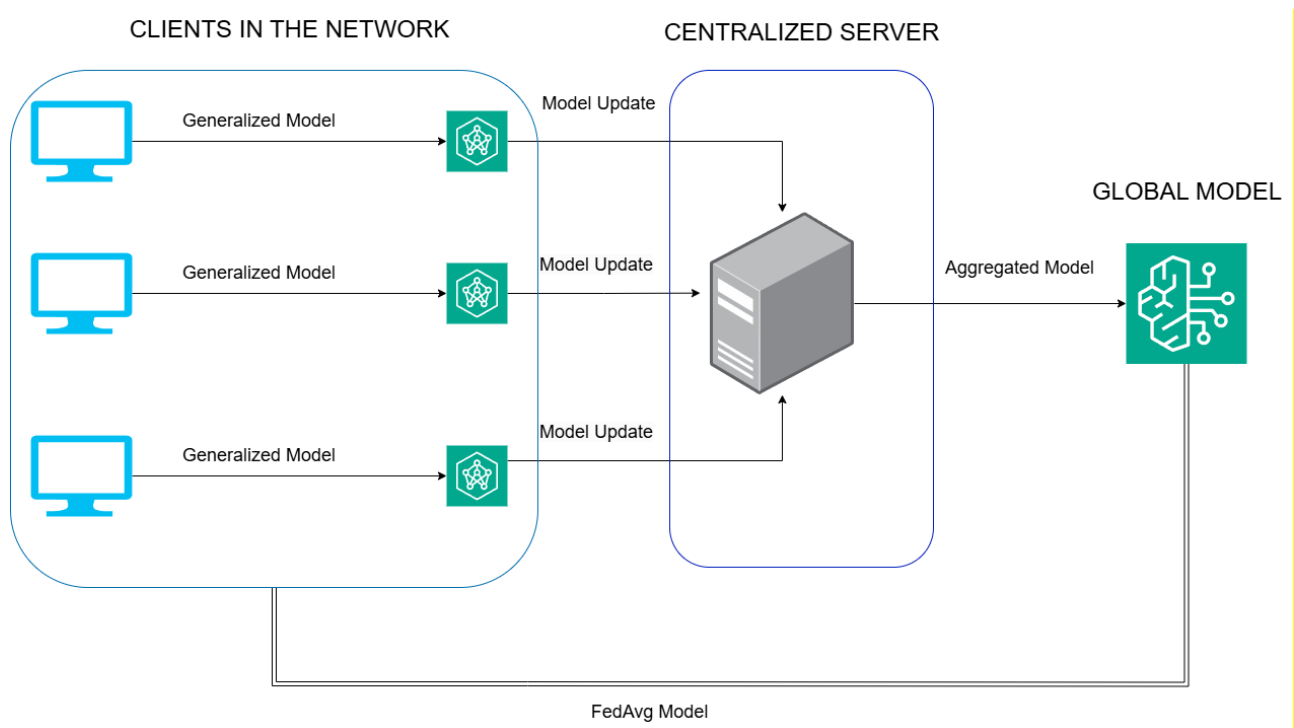 CLIENTS IN THE NETWORK
CENTRALIZED SERVER
Generalized Model
Model Update
GLOBAL MODEL
Generalized Model
Model Update
Aggregated Model
Generalized Model
Model Update
FedAvg Model